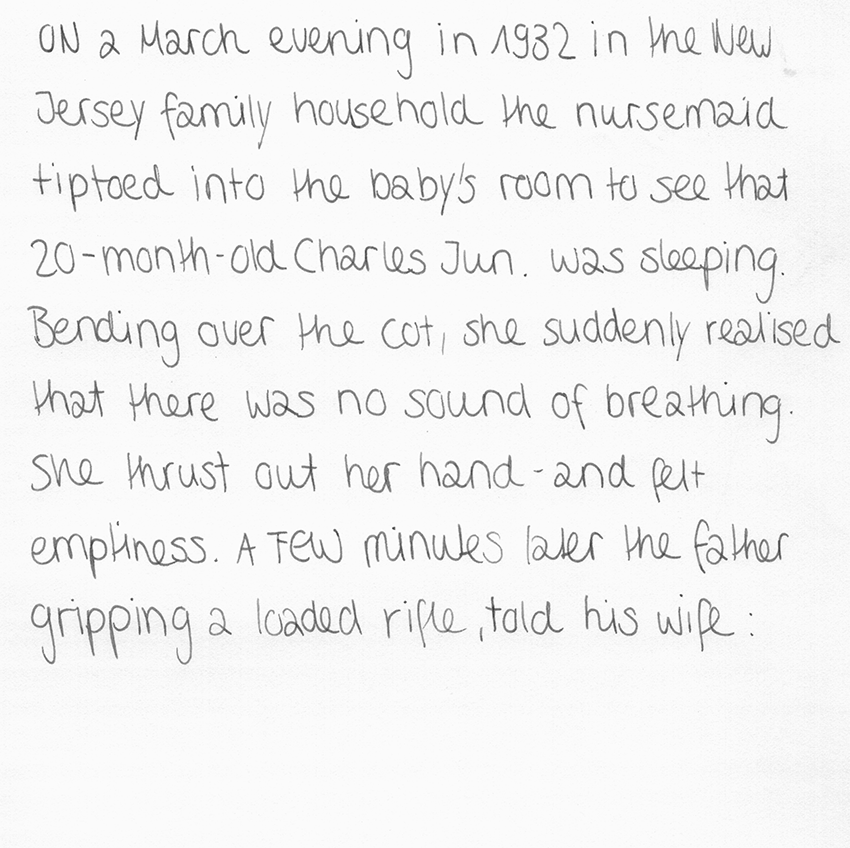 ON a March evening in 1932 in the New
Jersey family household the nursemaid
tiptoed into the baby's room to see that
20-month-old Charles Jun. was sleeping.
Bending over the cot, she suddenly realised
that there was no sound of breathing.
She thrust out her hand - and felt
emptiness. A FEW minutes later the father
gripping a loaded rifle, told his wife: